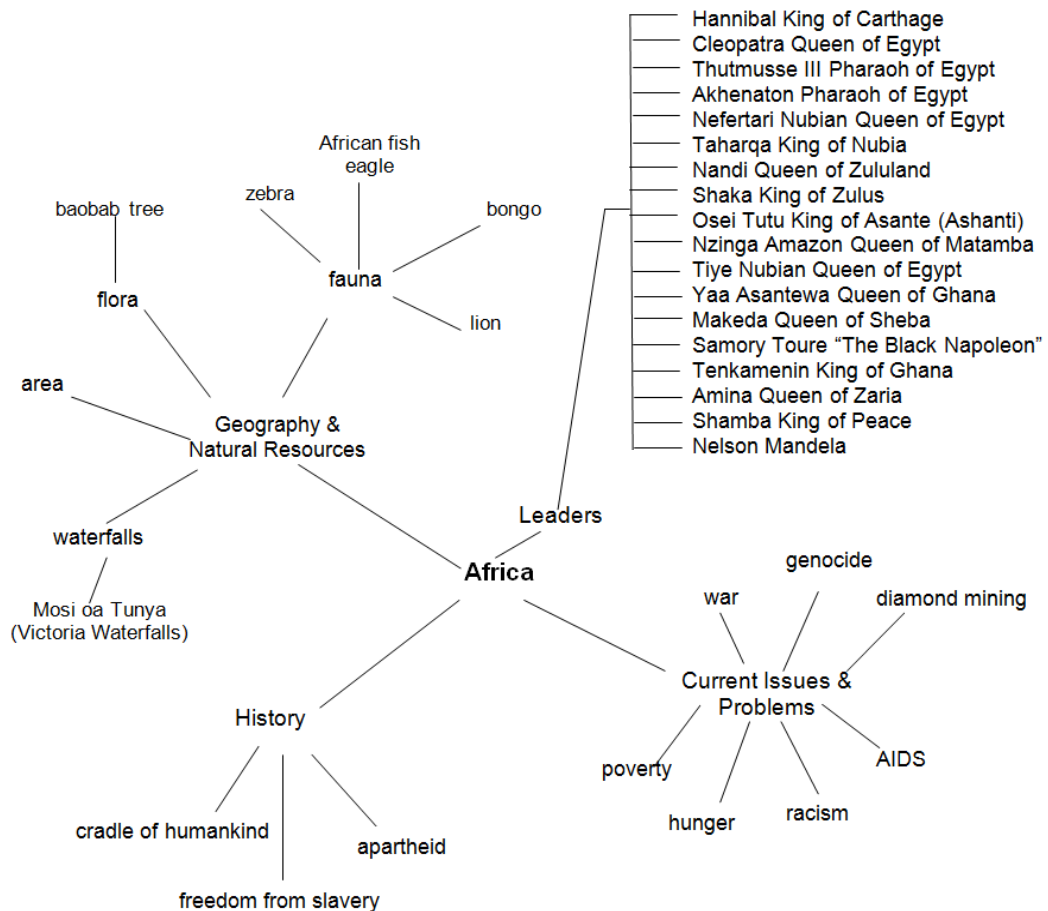 Hannibal King of Carthage
Cleopatra Queen of Egypt
Thutmusse III Pharaoh of Egypt
Akhenaton Pharaoh of Egypt
Nefertari Nubian Queen of Egypt
Taharqa King of Nubia
Nandi Queen of Zululand
Shaka King of Zulus
Osei Tutu King of Asante (Ashanti)
Nzinga Amazon Queen of Matamba
Tiye Nubian Queen of Egypt
Yaa Asantewa Queen of Ghana
Makeda Queen of Sheba
Samory Toure “The Black Napoleon”
Tenkamenin King of Ghana
Amina Queen of Zaria
Shamba King of Peace
Nelson Mandela
African fish
eagle
zebra
bongo
baobab tree
fauna
flora
lion
area
Geography &
Natural Resources
waterfalls
Mosi oa Tunya
(Victoria Waterfalls)
Leaders
Africa
genocide
war
diamond mining
Current Issues &
Problems
poverty
hunger
racism
AIDS
History
cradle of humankind
apartheid
freedom from slavery